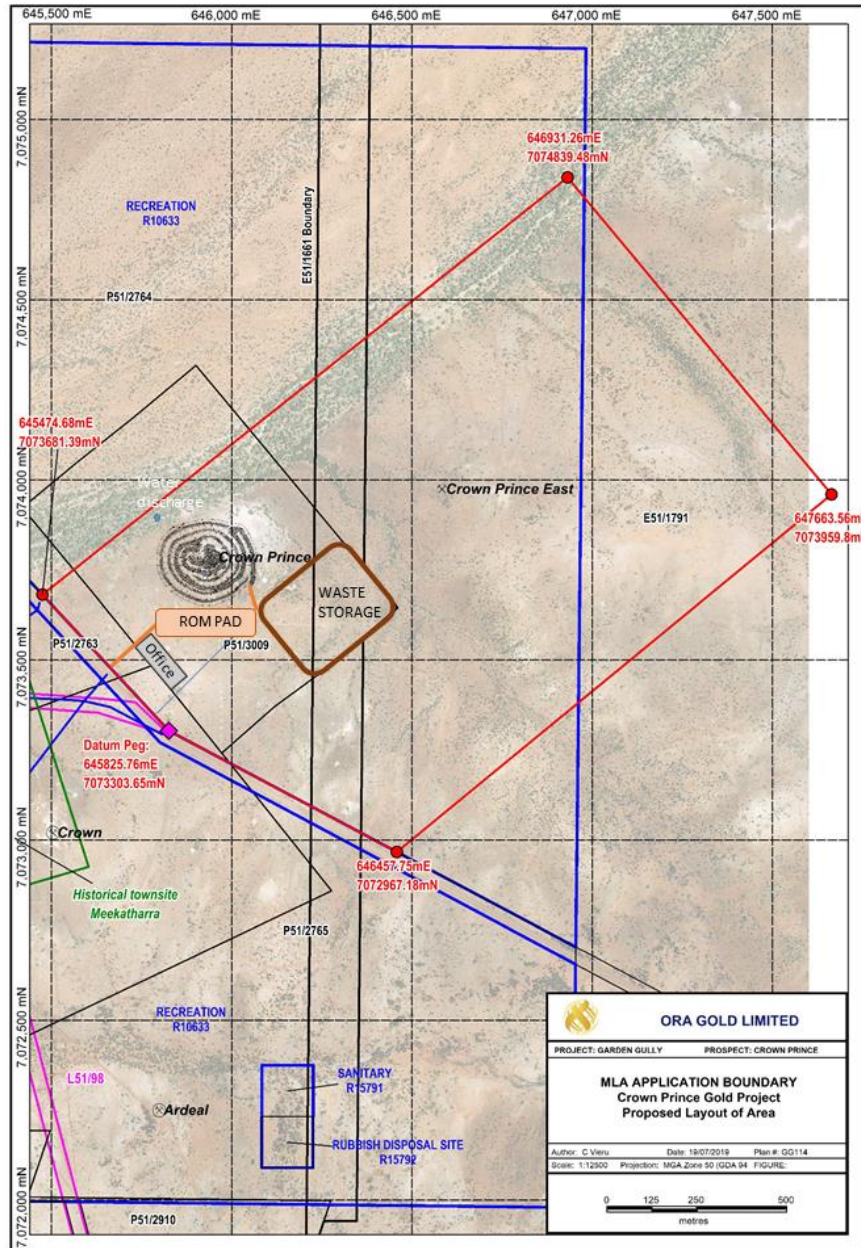 645,500 mE
646,000 mE
646,500 mE
647,000 mE
647,500 mE
7,075,000 mN
7,074,500 mN
7,074,000 mN
7,073,500 mN
7,073,000 mN
7,072,500 mN
7,072,000 mN
646931.26mE
7074839.48mN
RECREATION
R10633
E51/1661 Boundary
P51/2764
645474.68mE
7073681.39mN
Water
discharge
Crown Prince East
E51/1791
647663.56m
7073959.8m
Crown Prince
WASTE
STORAGE
ROM PAD
P51/2763
Office
P51/3009
Datum Peg:
645825.76mE
7073303.65mN
Crown
646457.75mE
7072967.18mN
Historical townsite
Meekatharra
P51/2765
RECREATION
R10633
L51/98
SANITARY
R15791
Ardeal
RUBBISH DISPOSAL SITE
R15792
P51/2910
ORA GOLD LIMITED
PROJECT: GARDEN GULLY PROSPECT: CROWN PRINCE
MLA APPLICATION BOUNDARY
Crown Prince Gold Project
Proposed Layout of Area
Author: C Vieru Date: 19/07/2019 Plan #: GG114
Scale: 1:12500 Projection: MGA Zone 50 (GDA 94 FIGURE:
0 125 250 500
metres